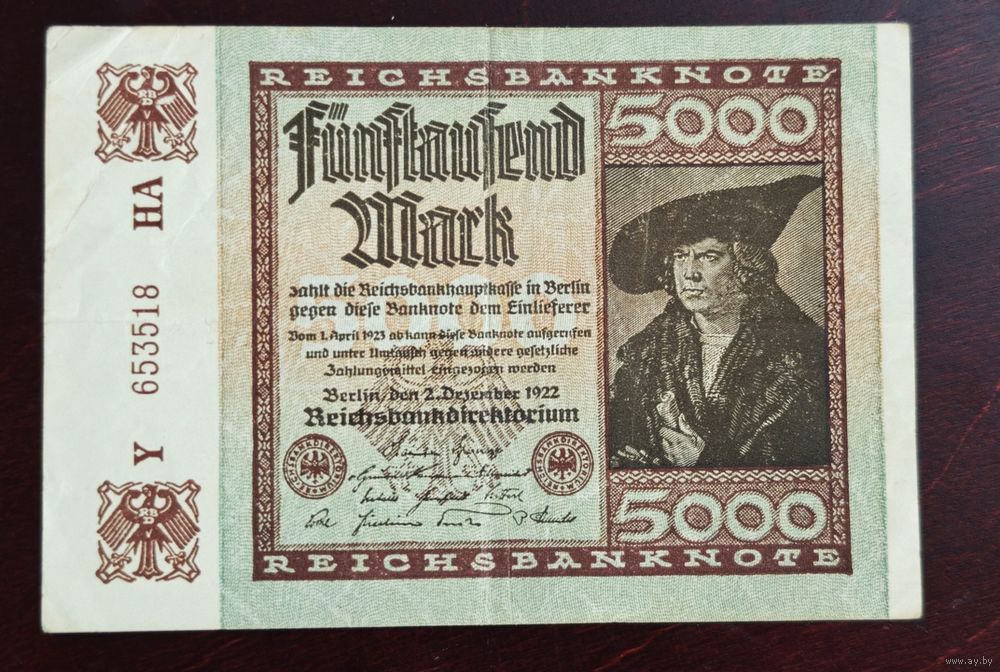 REICHSBANKNOTE
5000
Fünftausend
Mark
zahlt die Reichsbankhauptkasse in Berlin
gegen diese Banknote dem Einlieferer
Vom 1. April 1923 ab kann diese Banknote aufgerufen
und unter Umtausch gegen andere gesetzliche
Zahlungsmittel eingezogen werden
Berlin, den 2. Dezember 1922
Reichsbankdirektorium
5000
REICHSBANKNOTE
Y 653518 HA
RBD
RBD
www.ay.by